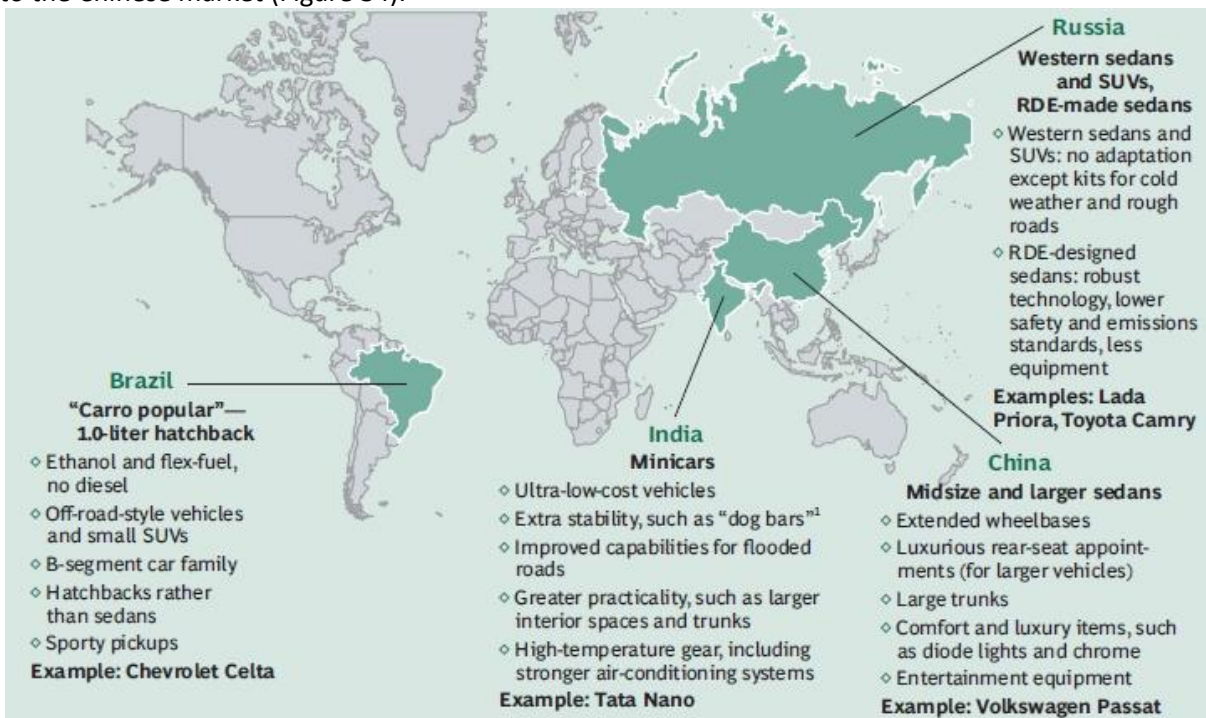 to the Chinese market (Figure 34).
Russia
Western sedans
and SUVs,
RDE-made sedans
◇ Western sedans and
SUVs: no adaptation
except kits for cold
weather and rough
roads
◇ RDE-designed
sedans: robust
technology, lower
safety and emissions
standards, less
equipment
Examples: Lada
Priora, Toyota Camry
Brazil
“Carro popular”—
1.0-liter hatchback
◇ Ethanol and flex-fuel,
no diesel
◇ Off-road-style vehicles
and small SUVs
◇ B-segment car family
◇ Hatchbacks rather
than sedans
◇ Sporty pickups
Example: Chevrolet Celta
India
Minicars
◇ Ultra-low-cost vehicles
◇ Extra stability, such as “dog bars”¹
◇ Improved capabilities for flooded
roads
◇ Greater practicality, such as larger
interior spaces and trunks
◇ High-temperature gear, including
stronger air-conditioning systems
Example: Tata Nano
China
Midsize and larger sedans
◇ Extended wheelbases
◇ Luxurious rear-seat appoint-
ments (for larger vehicles)
◇ Large trunks
◇ Comfort and luxury items, such
as diode lights and chrome
◇ Entertainment equipment
Example: Volkswagen Passat